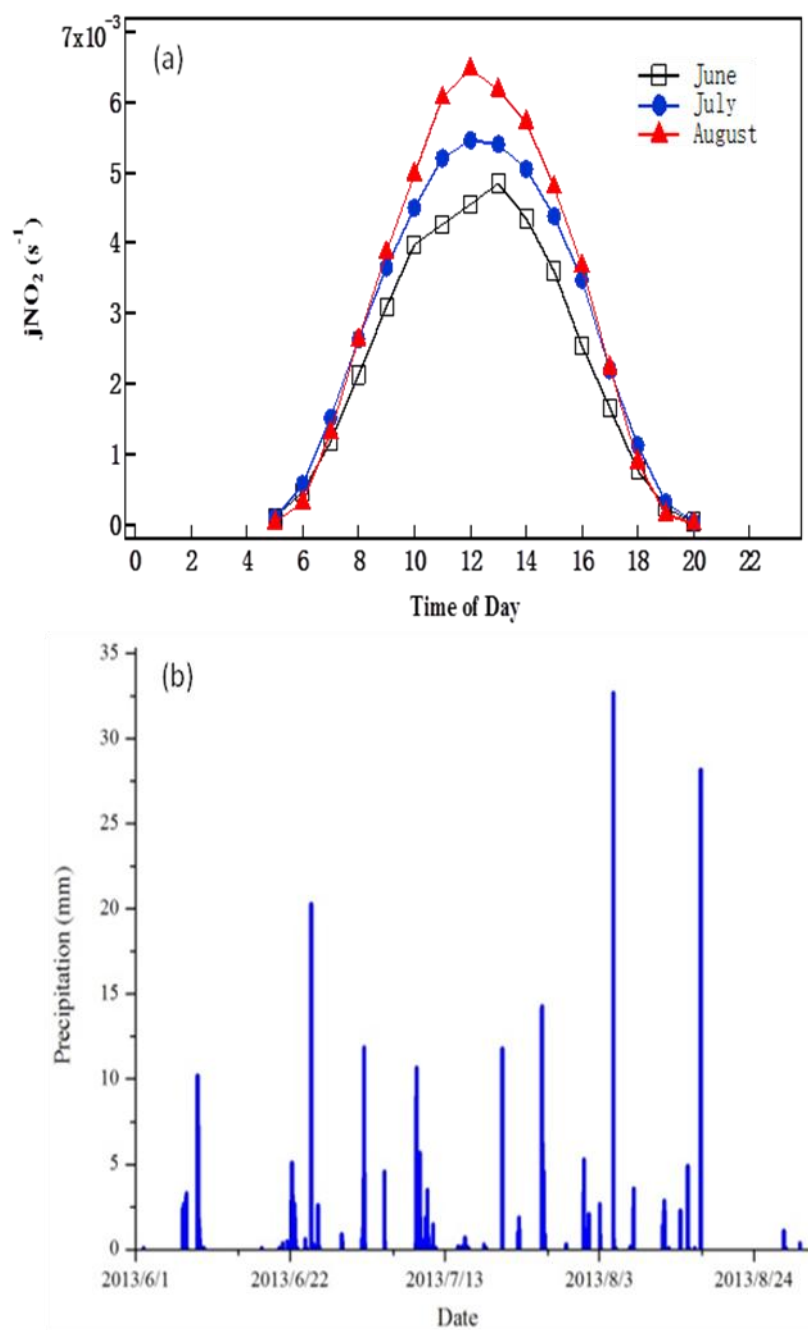 7x10⁻³
(a)
June
July
August
6
5
4
3
2
1
0
jNO₂ (s⁻¹)
0 2 4 6 8 10 12 14 16 18 20 22
Time of Day
35
(b)
30
25
20
15
10
5
0
Precipitation (mm)
2013/6/1 2013/6/22 2013/7/13 2013/8/3 2013/8/24
Date